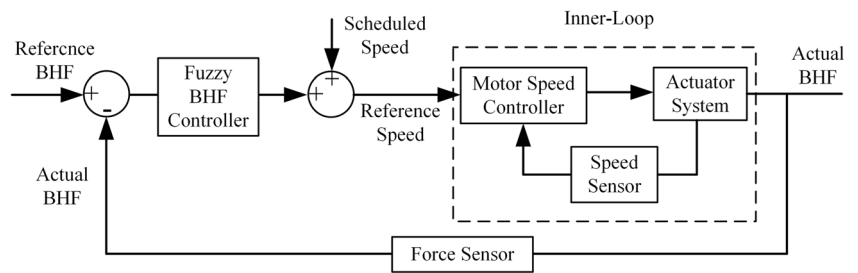 Inner-Loop
Scheduled
Speed
Refercnce
BHF
Fuzzy
BHF
Controller
Motor Speed
Controller
Actuator
System
Actual
BHF
+
-
+
+
Reference
Speed
Speed
Sensor
Actual
BHF
Force Sensor